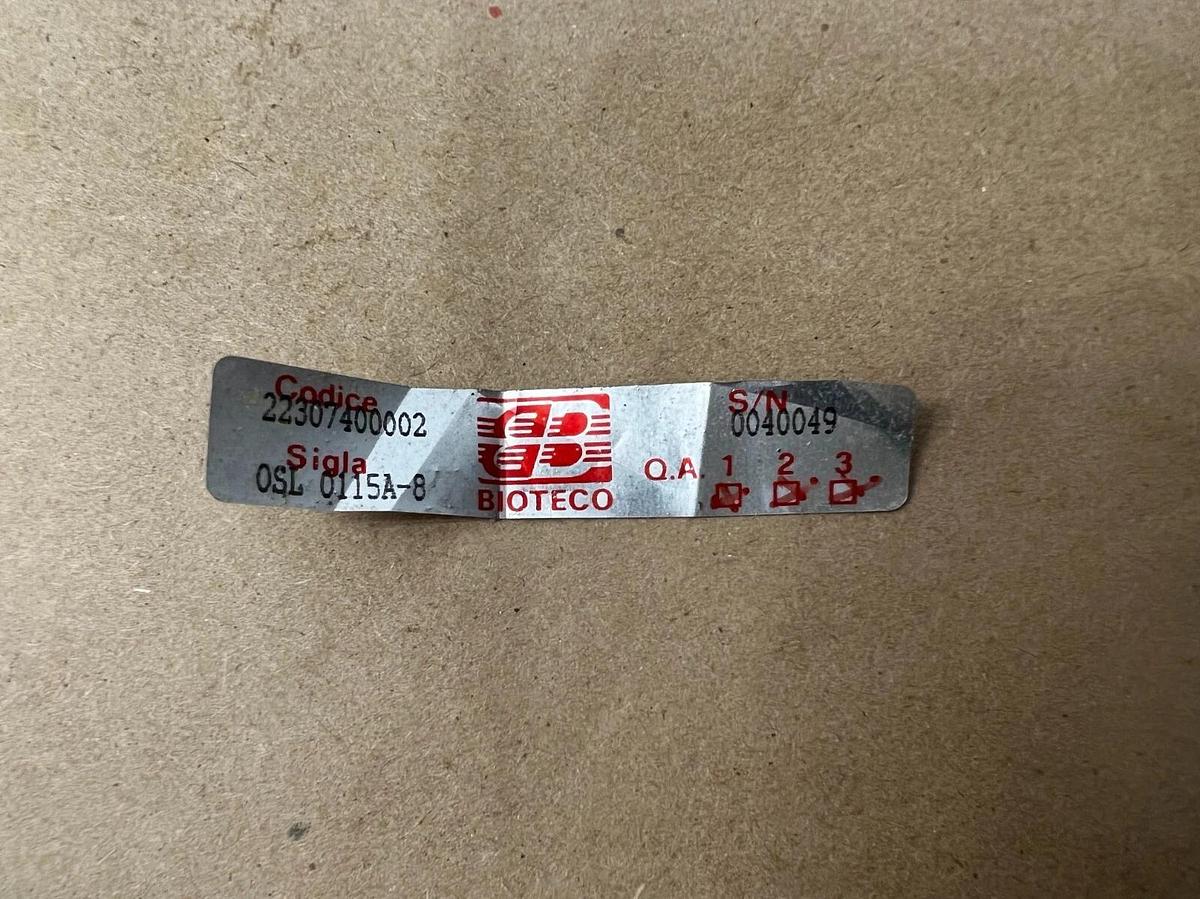 Codice
22307400002
Sigla
OSL 0115A-8
BIOTECO
S/N
0040049
Q.A. 1 2 3